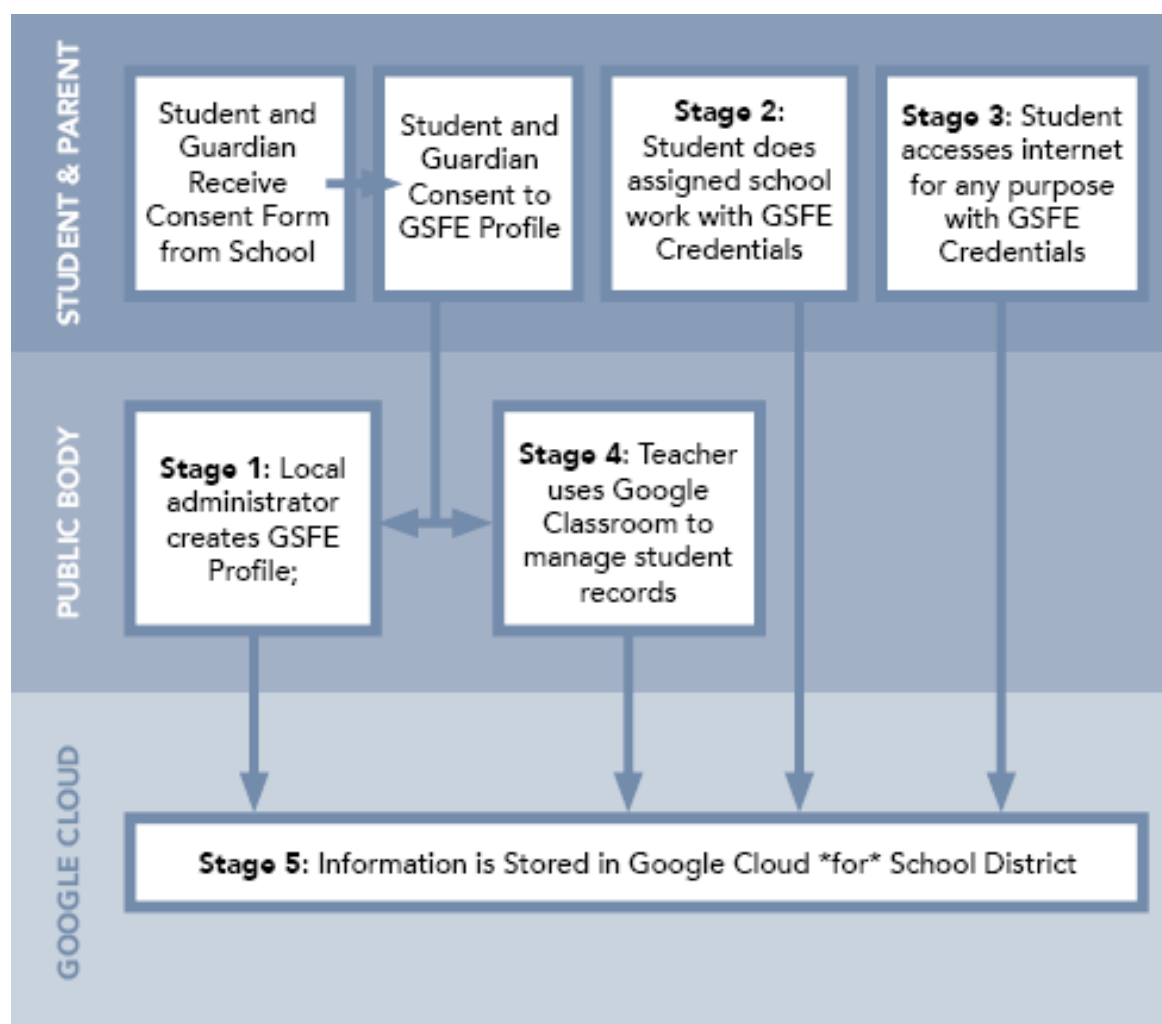 STUDENT & PARENT
Student and
Guardian
Receive
Consent Form
from School
Student and
Guardian
Consent to
GSFE Profile
Stage 2:
Student does
assigned school
work with GSFE
Credentials
Stage 3: Student
accesses internet
for any purpose
with GSFE
Credentials
PUBLIC BODY
Stage 1: Local
administrator
creates GSFE
Profile;
Stage 4: Teacher
uses Google
Classroom to
manage student
records
GOOGLE CLOUD
Stage 5: Information is Stored in Google Cloud *for* School District